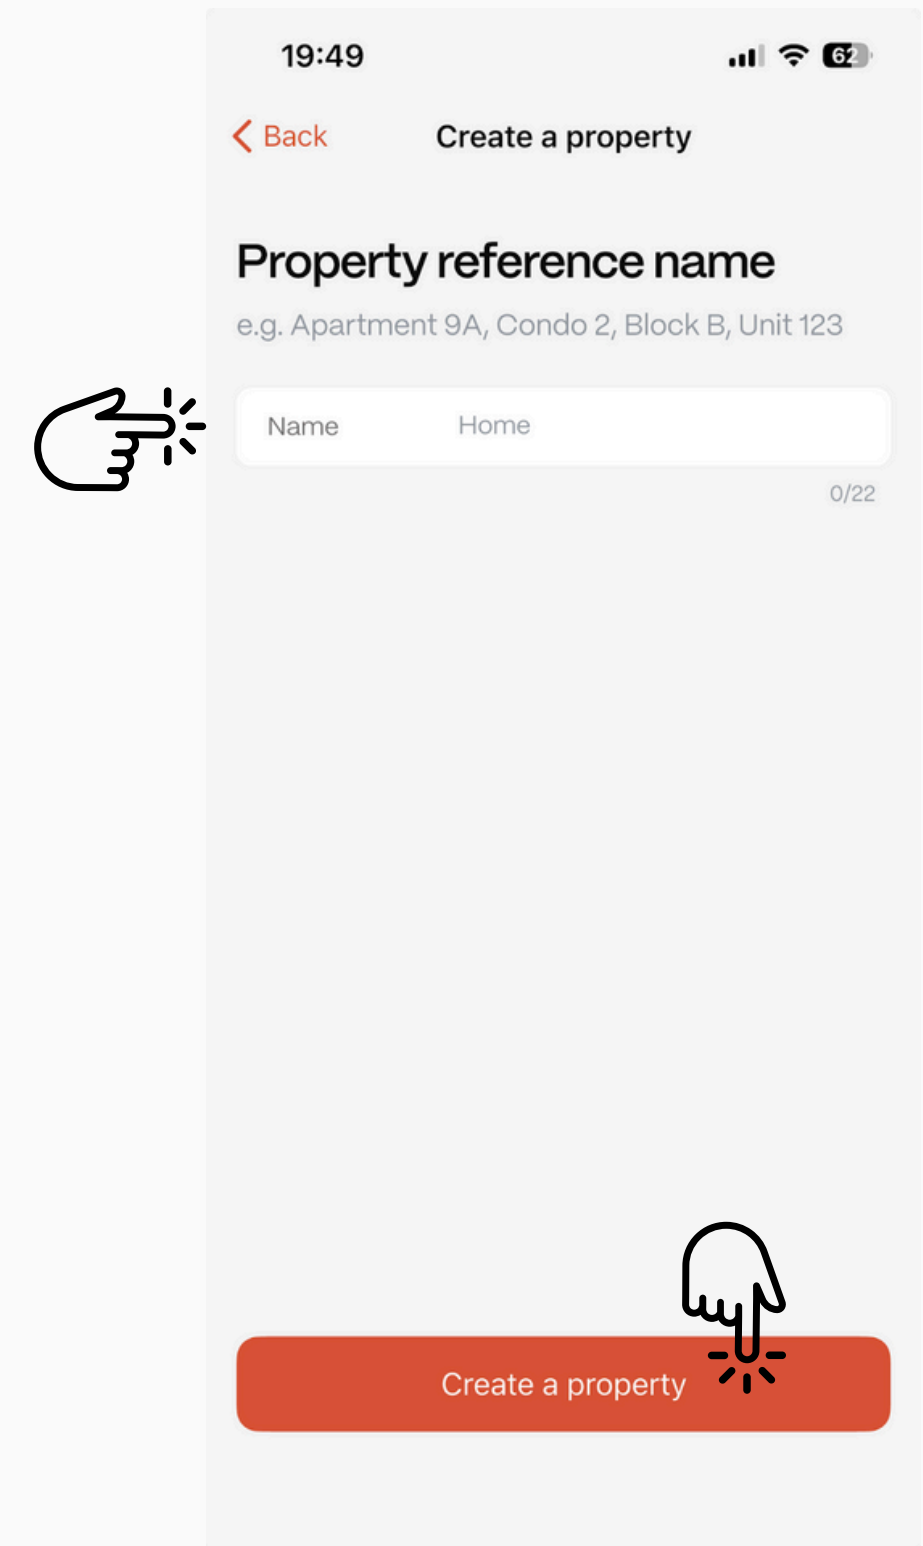 19:49 62
Back Create a property
Property reference name
e.g. Apartment 9A, Condo 2, Block B, Unit 123
Name Home
0/22
Create a property